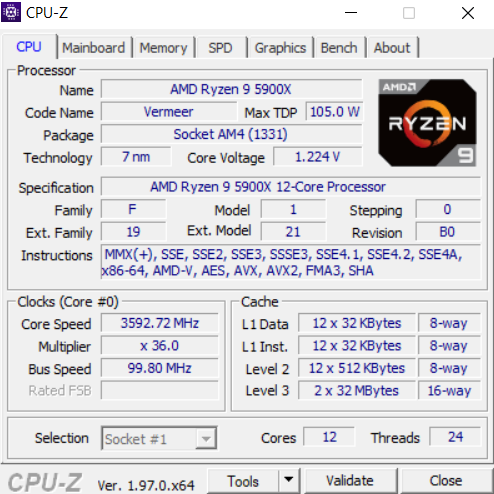 CPU-Z
CPU Mainboard Memory SPD Graphics Bench About
Processor
Name AMD Ryzen 9 5900X
Code Name Vermeer Max TDP 105.0 W
Package Socket AM4 (1331)
Technology 7 nm Core Voltage 1.224 V
AMD
RYZEN
9
Specification AMD Ryzen 9 5900X 12-Core Processor
Family F Model 1 Stepping 0
Ext. Family 19 Ext. Model 21 Revision B0
Instructions MMX(+), SSE, SSE2, SSE3, SSSE3, SSE4.1, SSE4.2, SSE4A,
x86-64, AMD-V, AES, AVX, AVX2, FMA3, SHA
Clocks (Core #0)
Core Speed 3592.72 MHz
Multiplier x 36.0
Bus Speed 99.80 MHz
Rated FSB
Cache
L1 Data 12 x 32 KBytes 8-way
L1 Inst. 12 x 32 KBytes 8-way
Level 2 12 x 512 KBytes 8-way
Level 3 2 x 32 MBytes 16-way
Selection Socket #1 Cores 12 Threads 24
CPU-Z Ver. 1.97.0.x64 Tools Validate Close